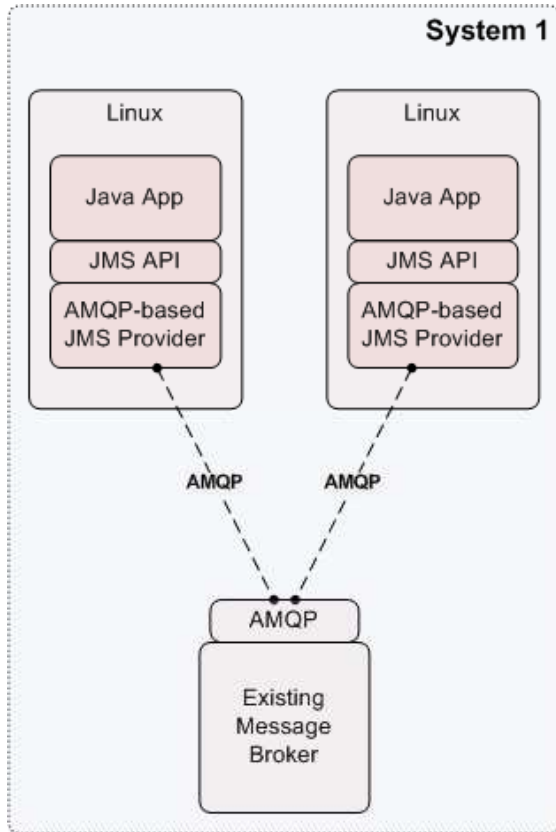 System 1
Linux
Java App
JMS API
AMQP-based
JMS Provider
Linux
Java App
JMS API
AMQP-based
JMS Provider
AMQP
AMQP
AMQP
Existing
Message
Broker